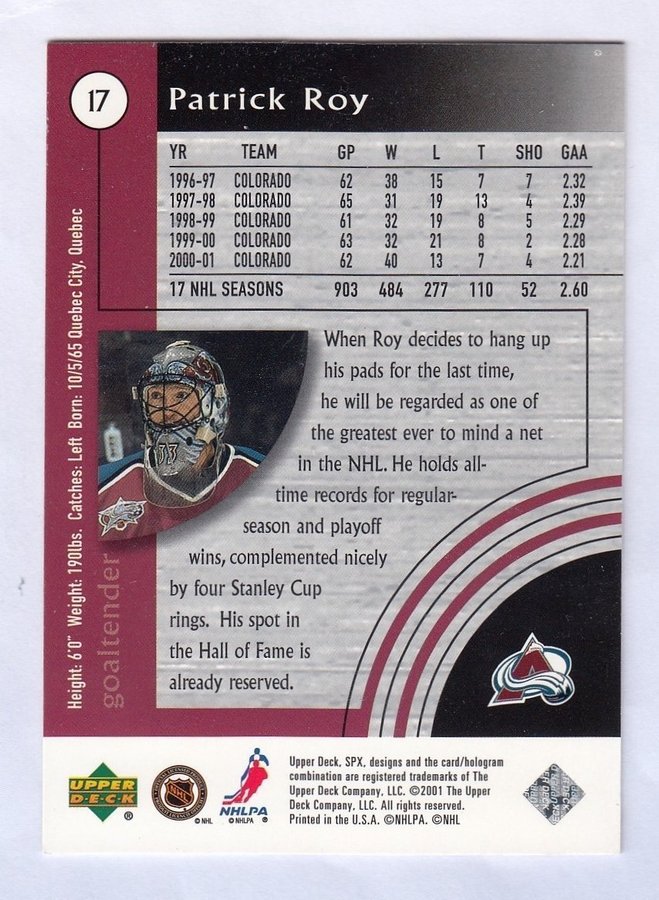 17
Patrick Roy
YR TEAM GP W L T SHO GAA
1996-97 COLORADO 62 38 15 7 7 2.32
1997-98 COLORADO 65 31 19 13 4 2.39
1998-99 COLORADO 61 32 19 8 5 2.29
1999-00 COLORADO 63 32 21 8 2 2.28
2000-01 COLORADO 62 40 13 7 4 2.21
17 NHL SEASONS 903 484 277 110 52 2.60
Height: 6'0" Weight: 190lbs. Catches: Left Born: 10/5/65 Quebec City, Quebec
goaltender
33
When Roy decides to hang up
his pads for the last time,
he will be regarded as one of
the greatest ever to mind a net
in the NHL. He holds all-
time records for regular-
season and playoff
wins, complemented nicely
by four Stanley Cup
rings. His spot in
the Hall of Fame is
already reserved.
A
UPPER
DECK
®
NHL
© NHL
NHLPA
© NHLPA ®
Upper Deck, SPX, designs and the card/hologram
combination are registered trademarks of The
Upper Deck Company, LLC. ©2001 The Upper
Deck Company, LLC. All rights reserved.
Printed in the U.S.A. ©NHLPA. ©NHL